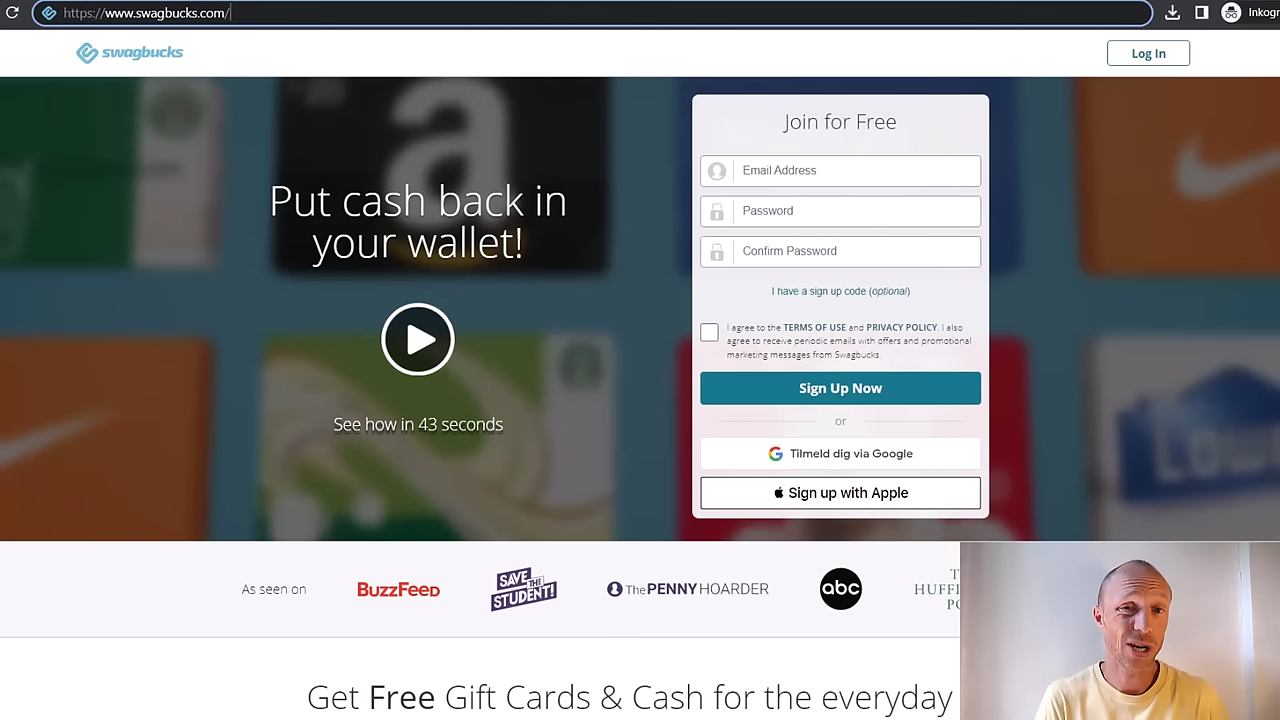 https://www.swagbucks.com/
Inkogn
swagbucks
Log In
Put cash back in
your wallet!
See how in 43 seconds
Join for Free
Email Address
Password
Confirm Password
I have a sign up code (optional)
I agree to the TERMS OF USE and PRIVACY POLICY. I also
agree to receive periodic emails with offers and promotional
marketing messages from Swagbucks.
Sign Up Now
or
Tilmeld dig via Google
Sign up with Apple
As seen on
BuzzFeed
SAVE THE
STUDENT!
The PENNY HOARDER
abc
T
HUFFI
PO
Get Free Gift Cards & Cash for the everyday